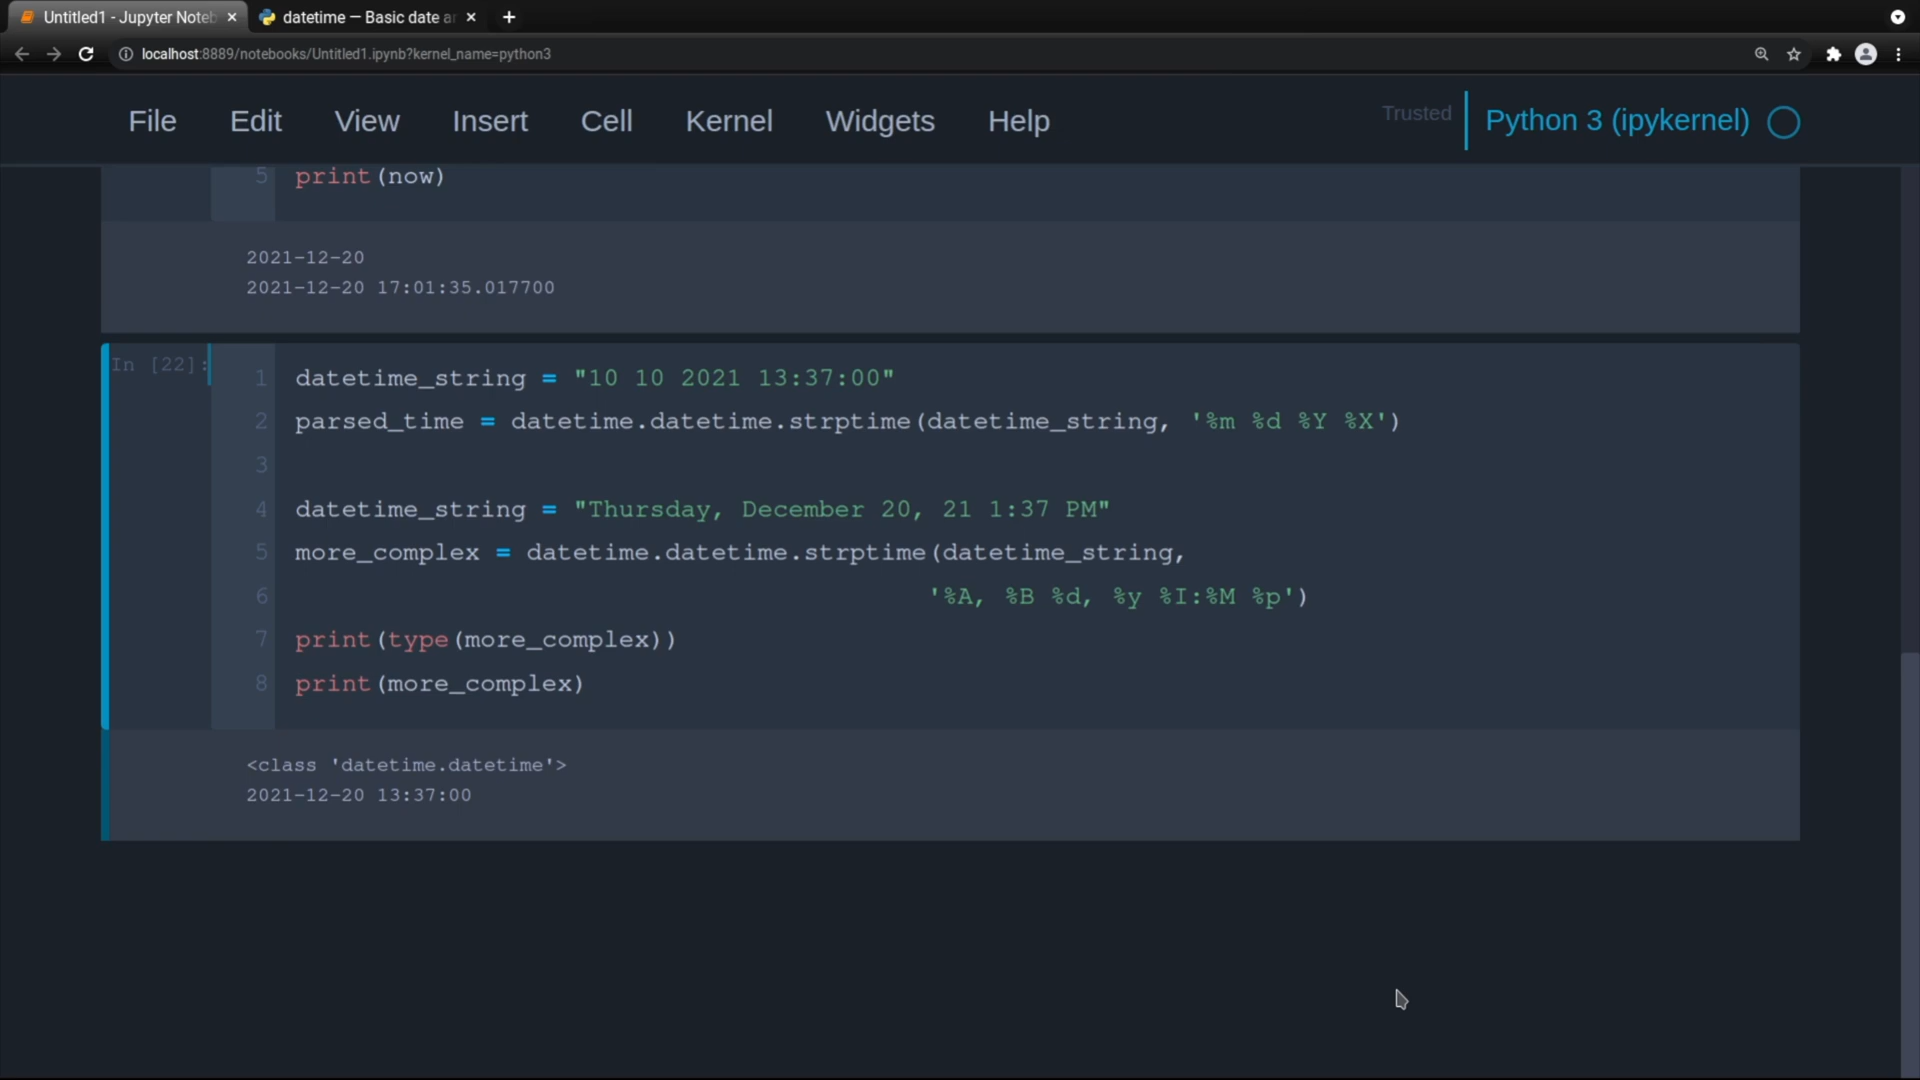 Untitled1 - Jupyter Noteb
datetime — Basic date ar
localhost:8889/notebooks/Untitled1.ipynb?kernel_name=python3
File Edit View Insert Cell Kernel Widgets Help
Trusted
Python 3 (ipykernel)
5 print(now)
2021-12-20
2021-12-20 17:01:35.017700
In [22]:
1 datetime_string = "10 10 2021 13:37:00"
2 parsed_time = datetime.datetime.strptime(datetime_string, '%m %d %Y %X')
3
4 datetime_string = "Thursday, December 20, 21 1:37 PM"
5 more_complex = datetime.datetime.strptime(datetime_string,
6 '%A, %B %d, %y %I:%M %p')
7 print(type(more_complex))
8 print(more_complex)
<class 'datetime.datetime'>
2021-12-20 13:37:00